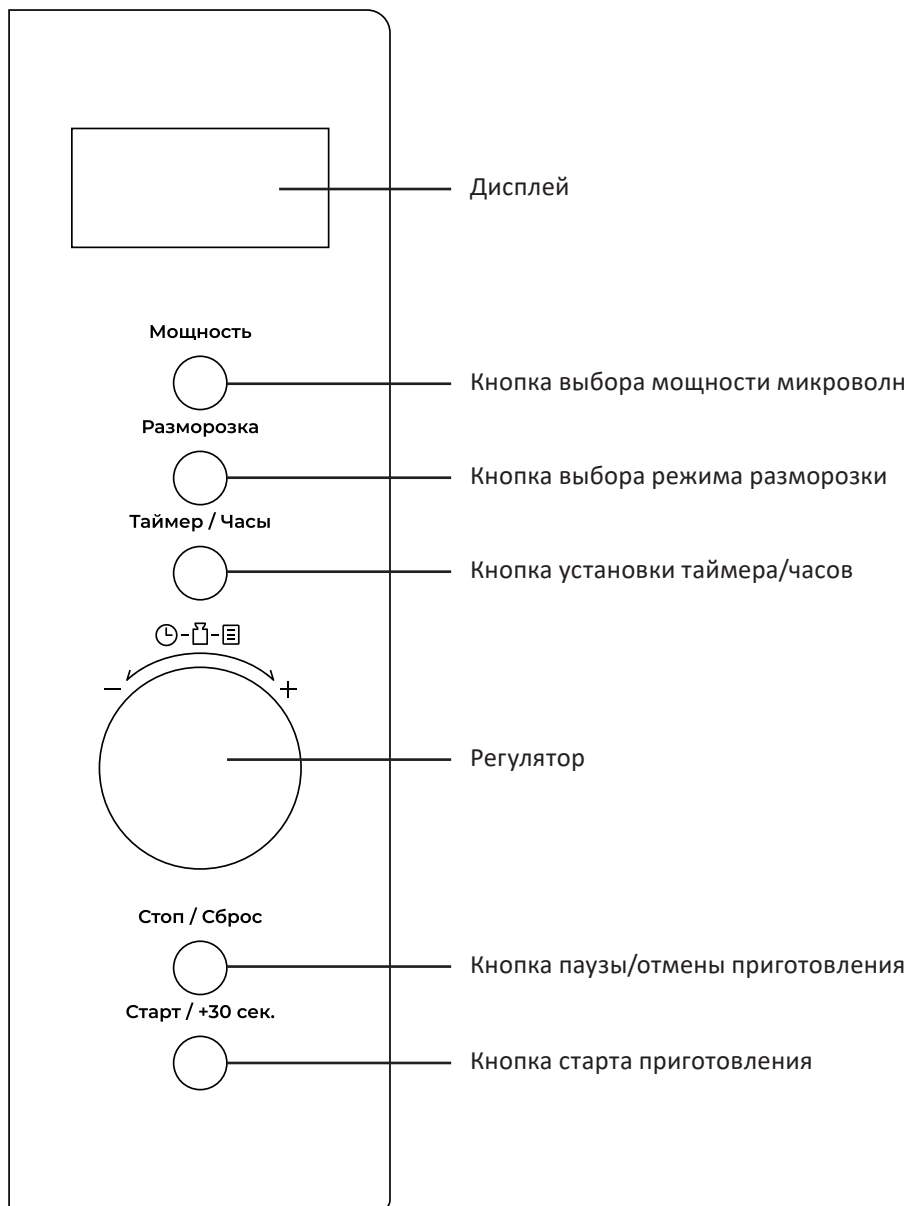 Дисплей
Мощность
Кнопка выбора мощности микроволн
Разморозка
Кнопка выбора режима разморозки
Таймер / Часы
Кнопка установки таймера/часов
– +
Регулятор
Стоп / Сброс
Кнопка паузы/отмены приготовления
Старт / +30 сек.
Кнопка старта приготовления